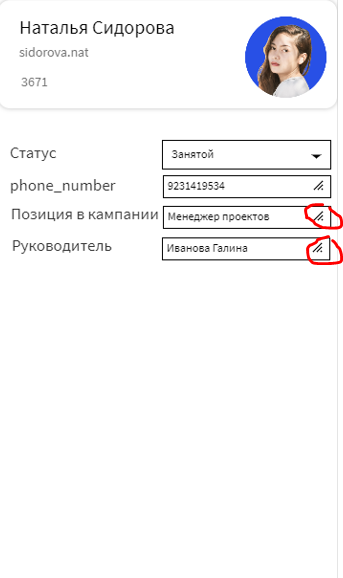 Наталья Сидорова
sidorova.nat
3671
Статус Занятой
phone_number 9231419534
Позиция в кампании Менеджер проектов
Руководитель Иванова Галина